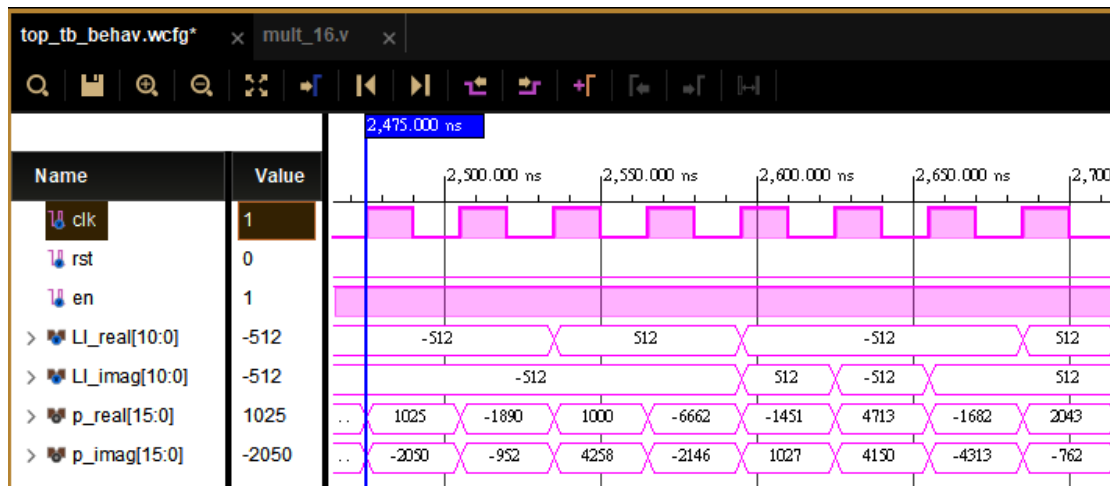 top_tb_behav.wcfg* × mult_16.v ×
2,475.000 ns
Name Value
2,500.000 ns 2,550.000 ns 2,600.000 ns 2,650.000 ns 2,700
clk 1
rst 0
en 1
LI_real[10:0] -512 -512 512 -512 512
LI_imag[10:0] -512 -512 512 -512 512
p_real[15:0] 1025 .. 1025 -1890 1000 -6662 -1451 4713 -1682 2043
p_imag[15:0] -2050 .. -2050 -952 4258 -2146 1027 4150 -4313 -762